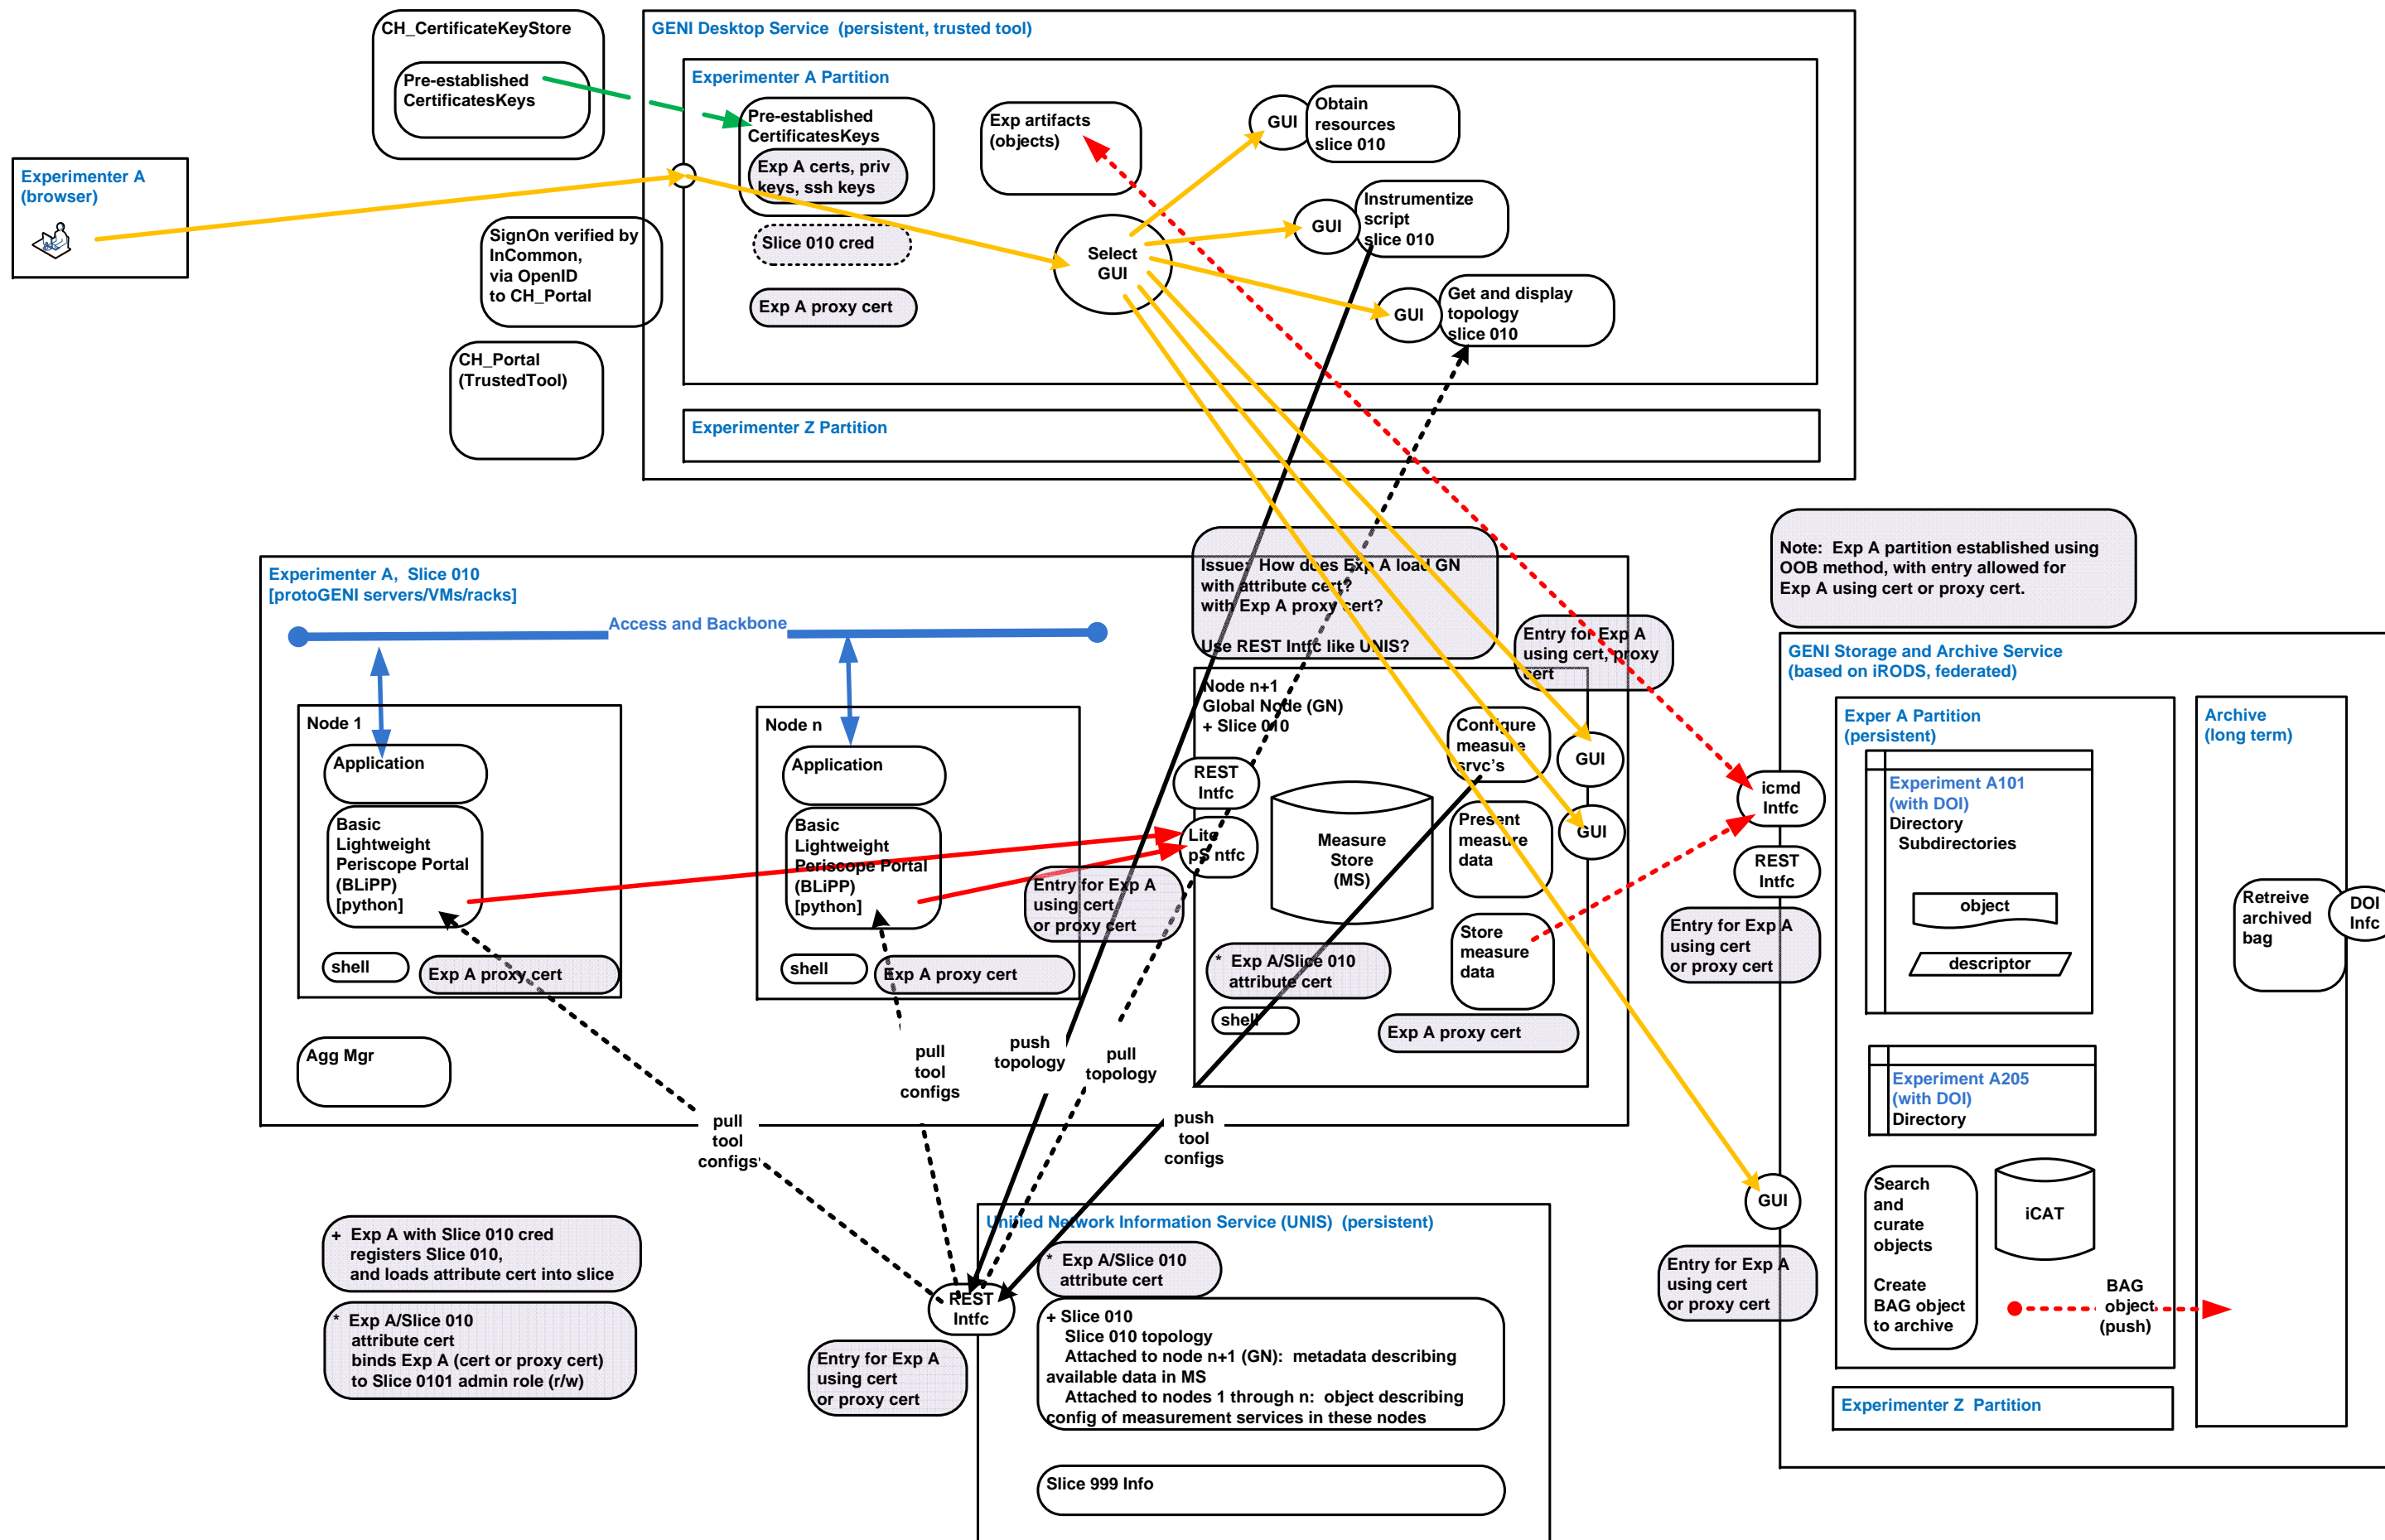 CH_CertificateKeyStore
Pre-established
CertificatesKeys
GENI Desktop Service  (persistent, trusted tool)
Experimenter A Partition
Pre-established
CertificatesKeys
Exp A certs, priv
keys, ssh keys
Slice 010 cred
Exp A proxy cert
Exp artifacts
(objects)
Select
GUI
GUI
Obtain
resources
slice 010
GUI
Instrumentize
script
slice 010
GUI
Get and display
topology
slice 010
Experimenter Z Partition
Experimenter A
(browser)
SignOn verified by
InCommon,
via OpenID
to CH_Portal
CH_Portal
(TrustedTool)
Experimenter A,  Slice 010
[protoGENI servers/VMs/racks]
Access and Backbone
Node 1
Application
Basic
Lightweight
Periscope Portal
(BLiPP)
[python]
shell
Exp A proxy cert
Agg Mgr
Node n
Application
Basic
Lightweight
Periscope Portal
(BLiPP)
[python]
shell
Exp A proxy cert
Entry for Exp A
using cert
or proxy cert
Issue:  How does Exp A load GN
with attribute cert?
with Exp A proxy cert?
Use REST Intfc like UNIS?
Entry for Exp A
using cert, proxy
cert
Node n+1
Global Node (GN)
+ Slice 010
REST
Intfc
Lite
pS ntfc
Measure
Store
(MS)
Configure
measure
srvc's
Present
measure
data
Store
measure
data
GUI
GUI
*  Exp A/Slice 010
attribute cert
shell
Exp A proxy cert
pull
tool
configs
pull
tool
configs
push
topology
pull
topology
push
tool
configs
+  Exp A with Slice 010 cred
registers Slice 010,
and loads attribute cert into slice
*  Exp A/Slice 010
attribute cert
binds Exp A (cert or proxy cert)
to Slice 0101 admin role (r/w)
Unified Network Information Service (UNIS)  (persistent)
*  Exp A/Slice 010
attribute cert
REST
Intfc
Entry for Exp A
using cert
or proxy cert
+ Slice 010
Slice 010 topology
Attached to node n+1 (GN):  metadata describing
available data in MS
Attached to nodes 1 through n:  object describing
config of measurement services in these nodes
Slice 999 Info
Note:  Exp A partition established using
OOB method, with entry allowed for
Exp A using cert or proxy cert.
GENI Storage and Archive Service
(based on iRODS, federated)
Exper A Partition
(persistent)
Experiment A101
(with DOI)
Directory
Subdirectories
object
descriptor
Experiment A205
(with DOI)
Directory
Search
and
curate
objects
Create
BAG object
to archive
iCAT
BAG
object
(push)
Experimenter Z  Partition
Archive
(long term)
Retreive
archived
bag
DOI
Infc
icmd
Intfc
REST
Intfc
Entry for Exp A
using cert
or proxy cert
GUI
Entry for Exp A
using cert
or proxy cert